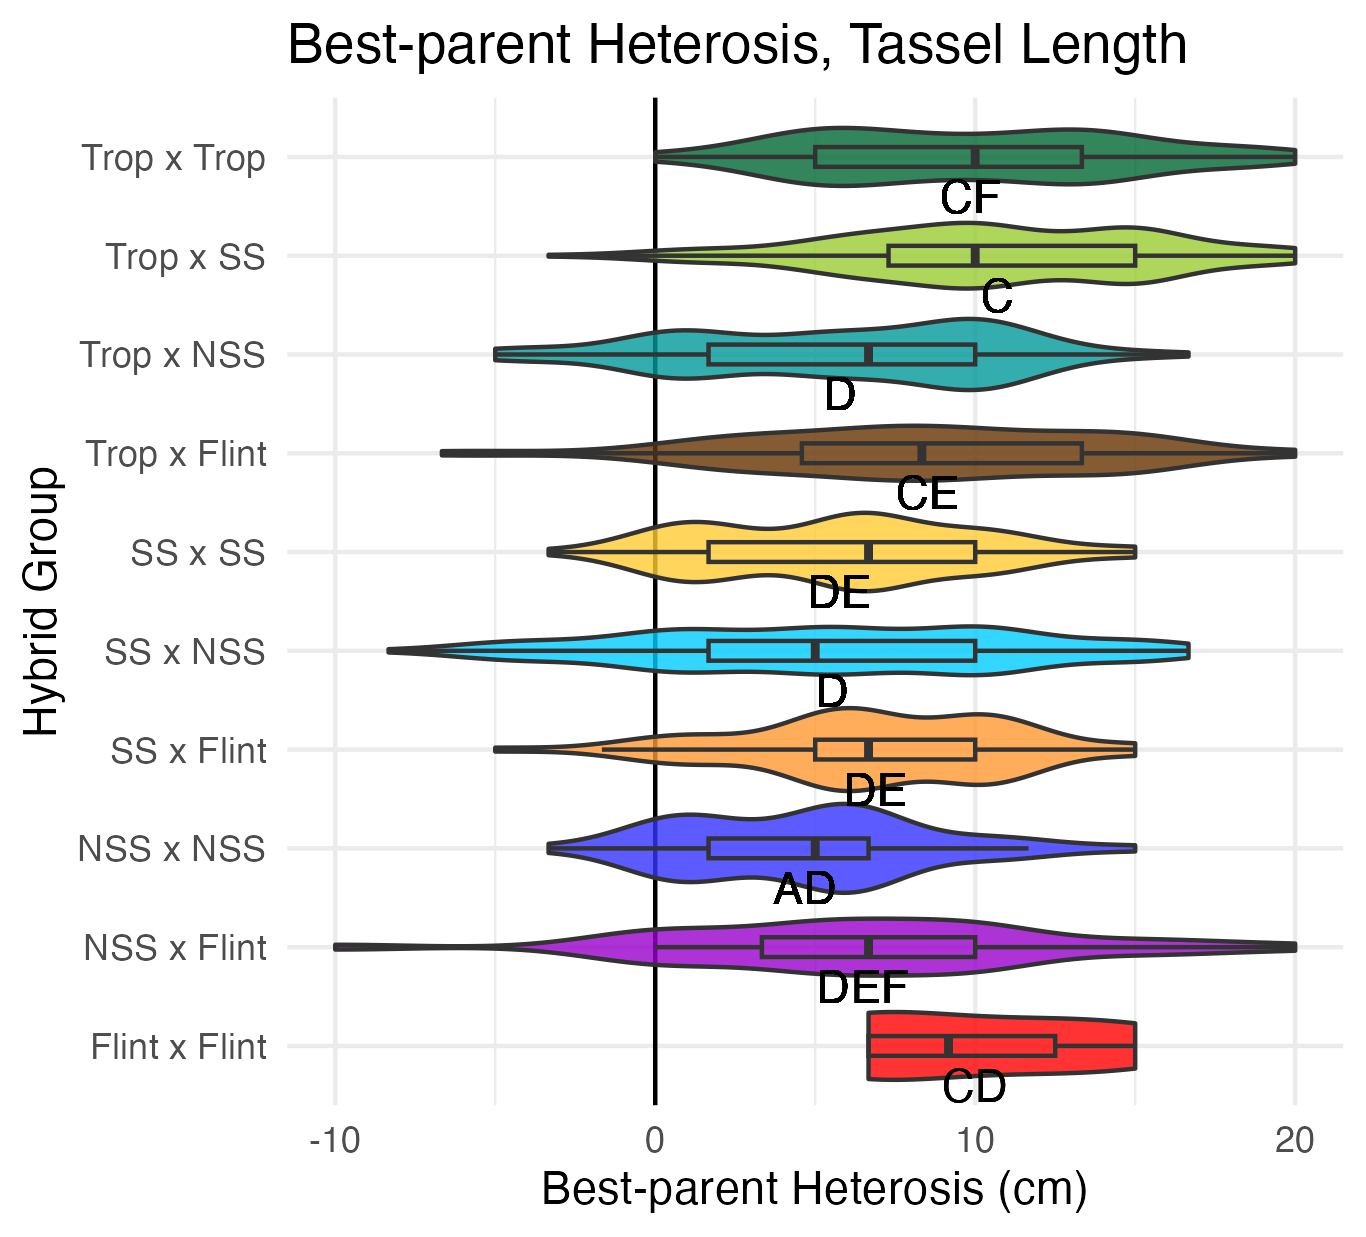 Best-parent Heterosis, Tassel Length
Hybrid Group
Trop x Trop
CF
Trop x SS
C
Trop x NSS
D
Trop x Flint
CE
SS x SS
DE
SS x NSS
D
SS x Flint
DE
NSS x NSS
AD
NSS x Flint
DEF
Flint x Flint
CD
-10 0 10 20
Best-parent Heterosis (cm)